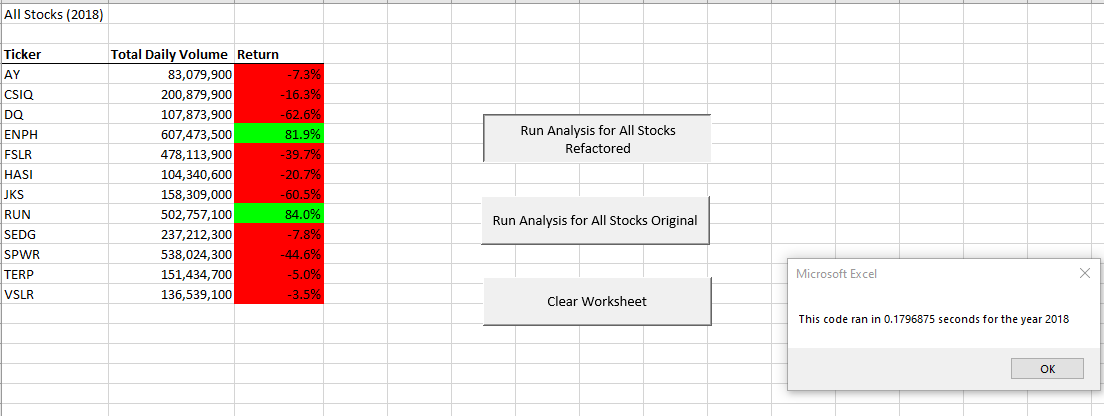 All Stocks (2018)
Ticker Total Daily Volume Return
AY 83,079,900 -7.3%
CSIQ 200,879,900 -16.3%
DQ 107,873,900 -62.6%
ENPH 607,473,500 81.9%
FSLR 478,113,900 -39.7%
HASI 104,340,600 -20.7%
JKS 158,309,000 -60.5%
RUN 502,757,100 84.0%
SEDG 237,212,300 -7.8%
SPWR 538,024,300 -44.6%
TERP 151,434,700 -5.0%
VSLR 136,539,100 -3.5%
Run Analysis for All Stocks
Refactored
Run Analysis for All Stocks Original
Clear Worksheet
Microsoft Excel
This code ran in 0.1796875 seconds for the year 2018
OK